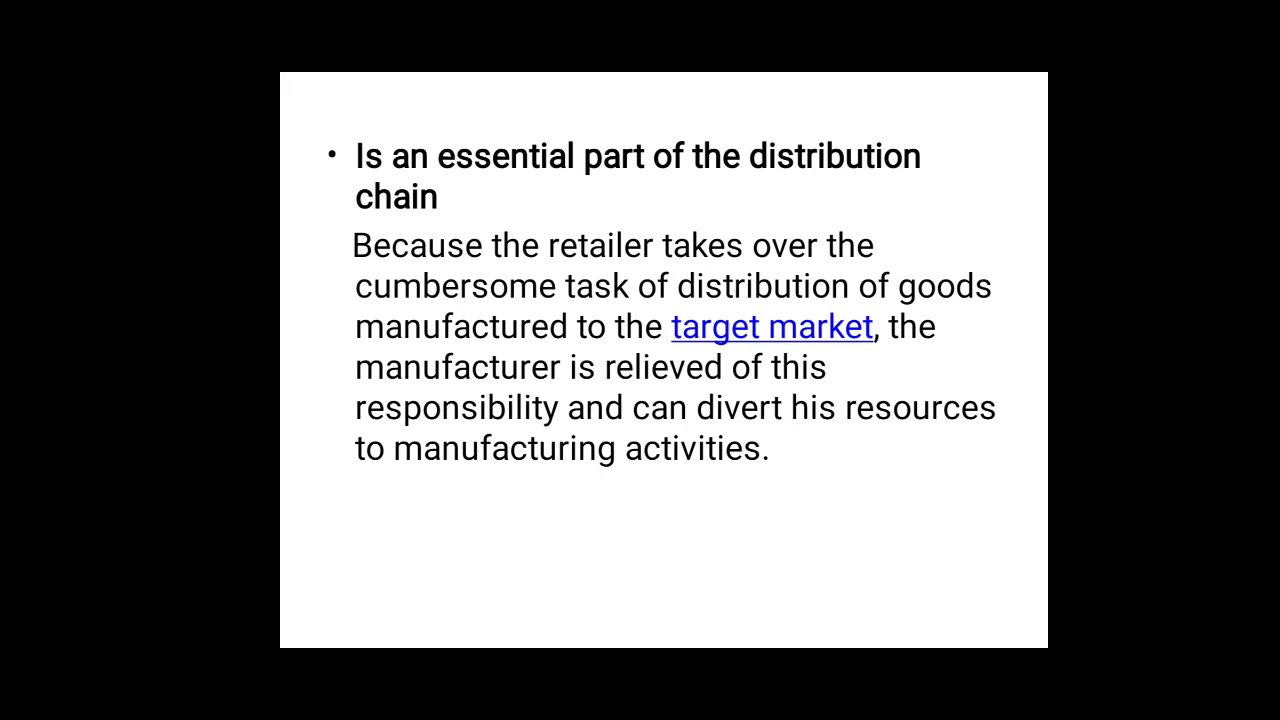 • Is an essential part of the distribution
chain
Because the retailer takes over the
cumbersome task of distribution of goods
manufactured to the target market, the
manufacturer is relieved of this
responsibility and can divert his resources
to manufacturing activities.